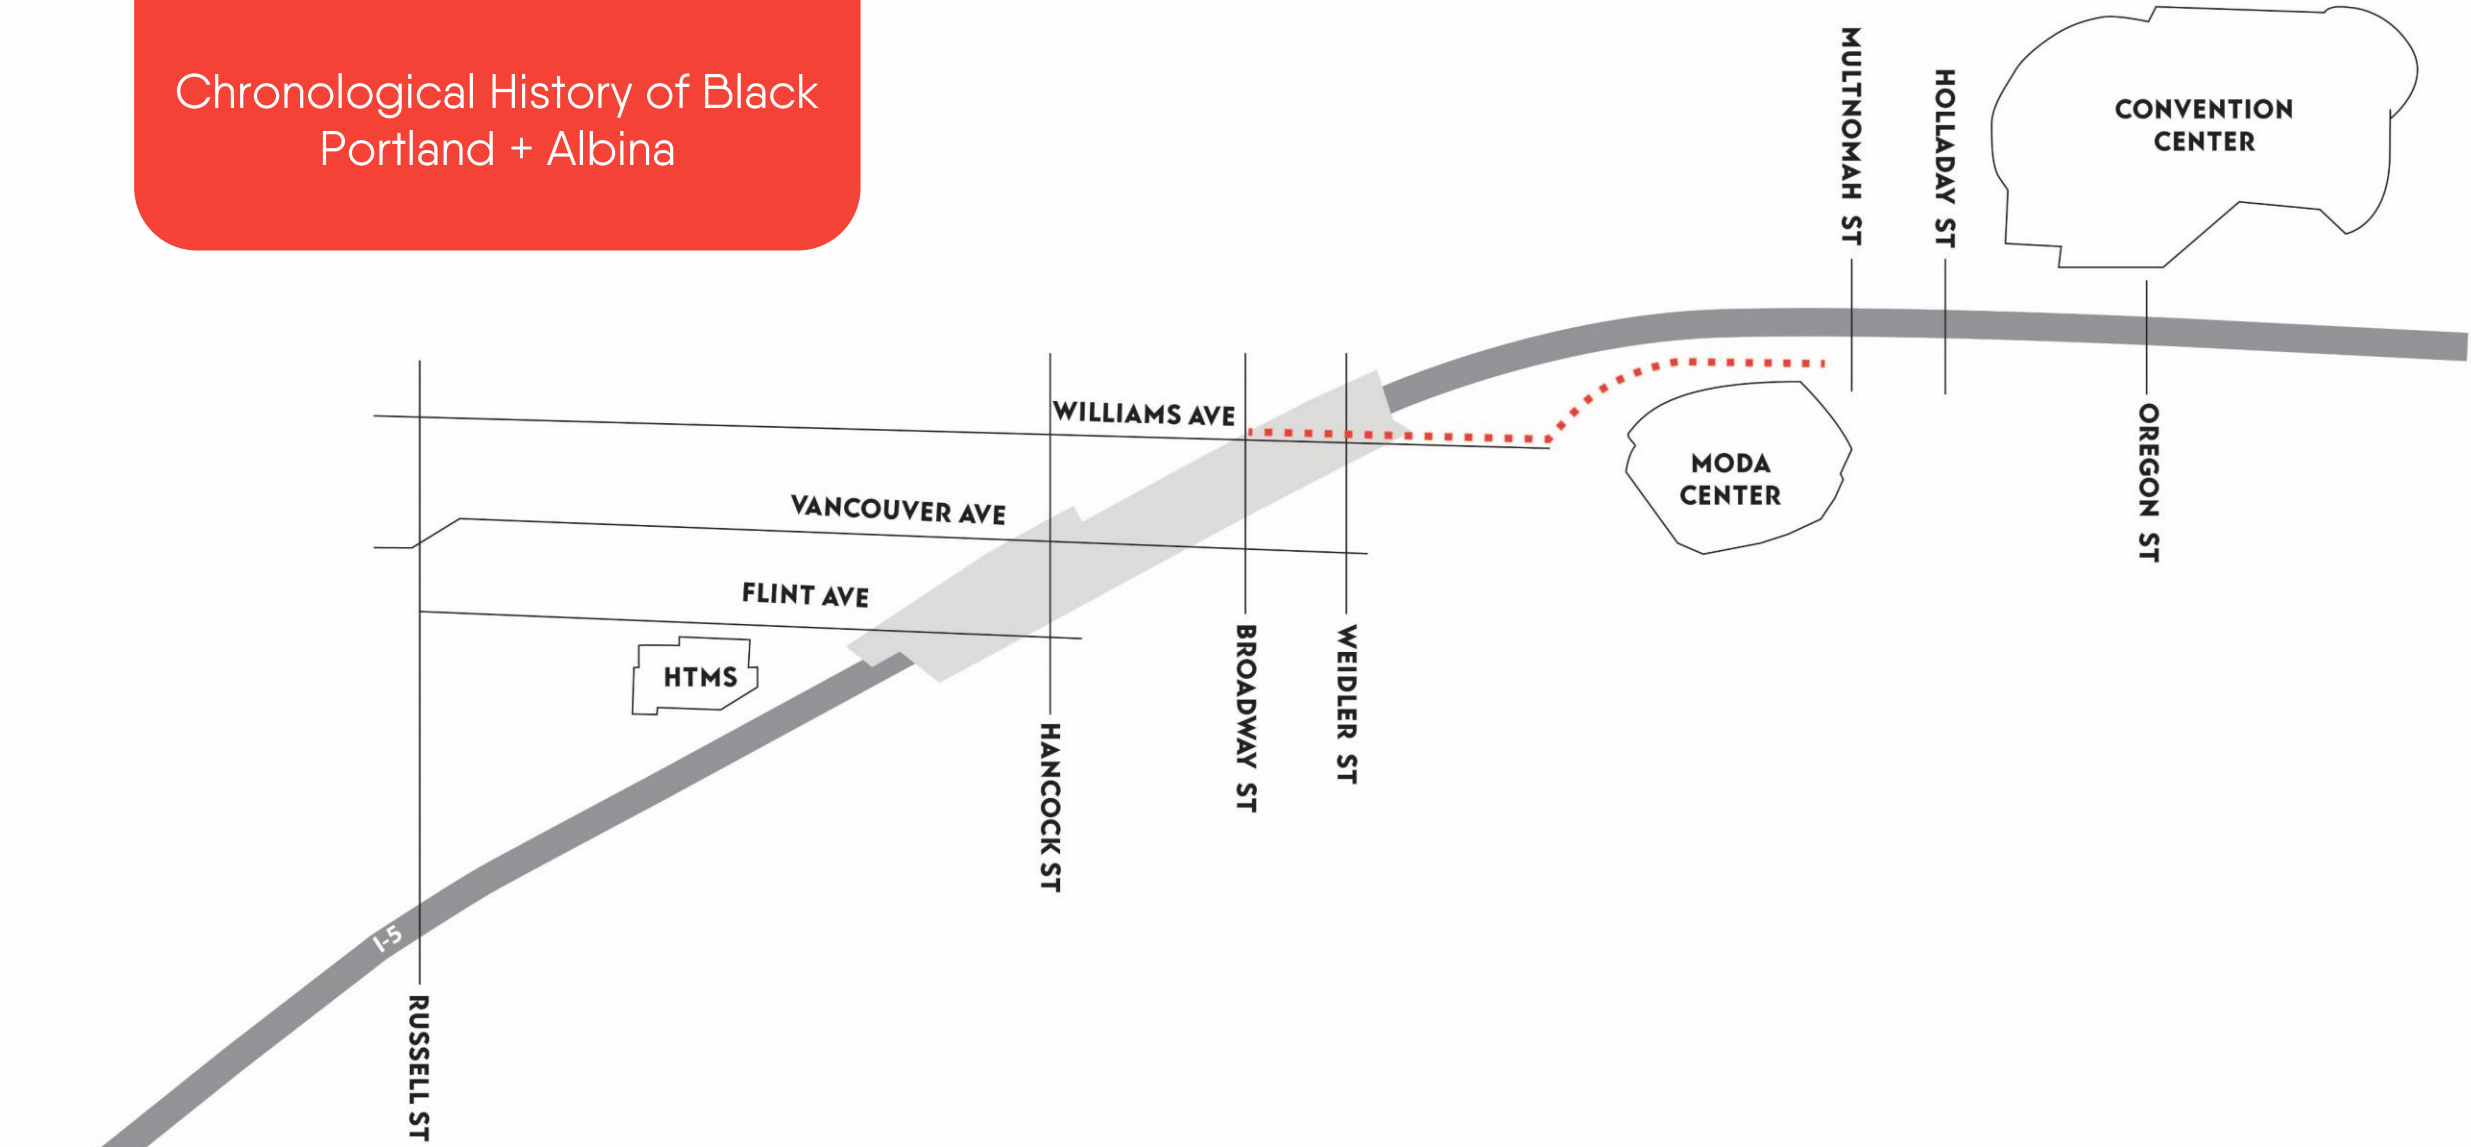 Chronological History of Black
Portland + Albina
MULTNOMAH ST
HOLLADAY ST
CONVENTION
CENTER
WILLIAMS AVE
VANCOUVER AVE
FLINT AVE
HTMS
MODA
CENTER
OREGON ST
BROADWAY ST
WEIDLER ST
HANCOCK ST
I-5
RUSSELL ST